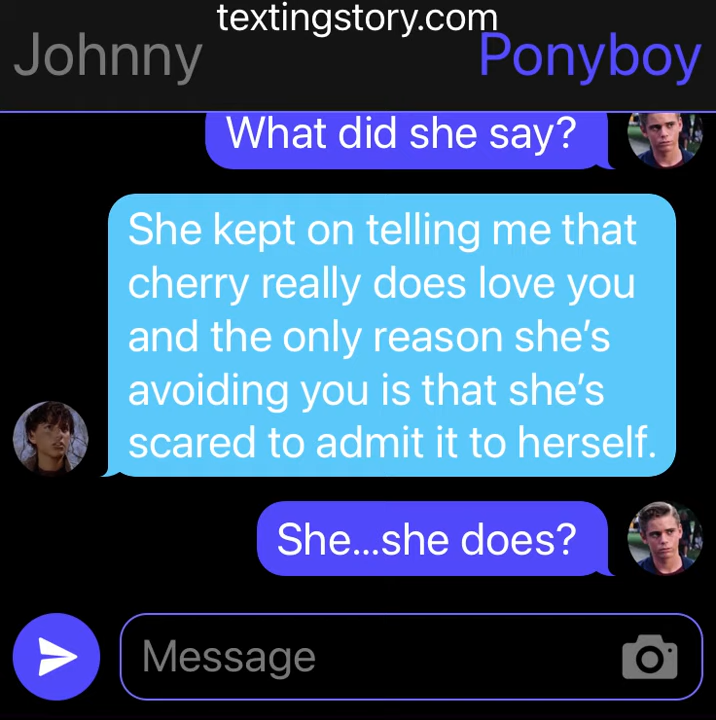 textingstory.com
Johnny Ponyboy
What did she say?
She kept on telling me that
cherry really does love you
and the only reason she's
avoiding you is that she's
scared to admit it to herself.
She...she does?
Message